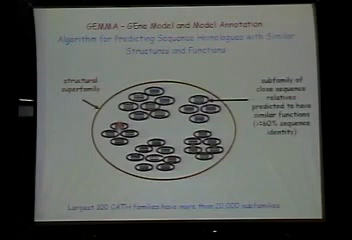 GEMMA - GEne Model and Model Annotation
Algorithm for Predicting Sequence Homologues with Similar
Structures and Functions
structural
superfamily
subfamily of
close sequence
relatives
predicted to have
similar functions
(>=60% sequence
identity)
Largest 100 CATH families have more than 20,000 subfamilies